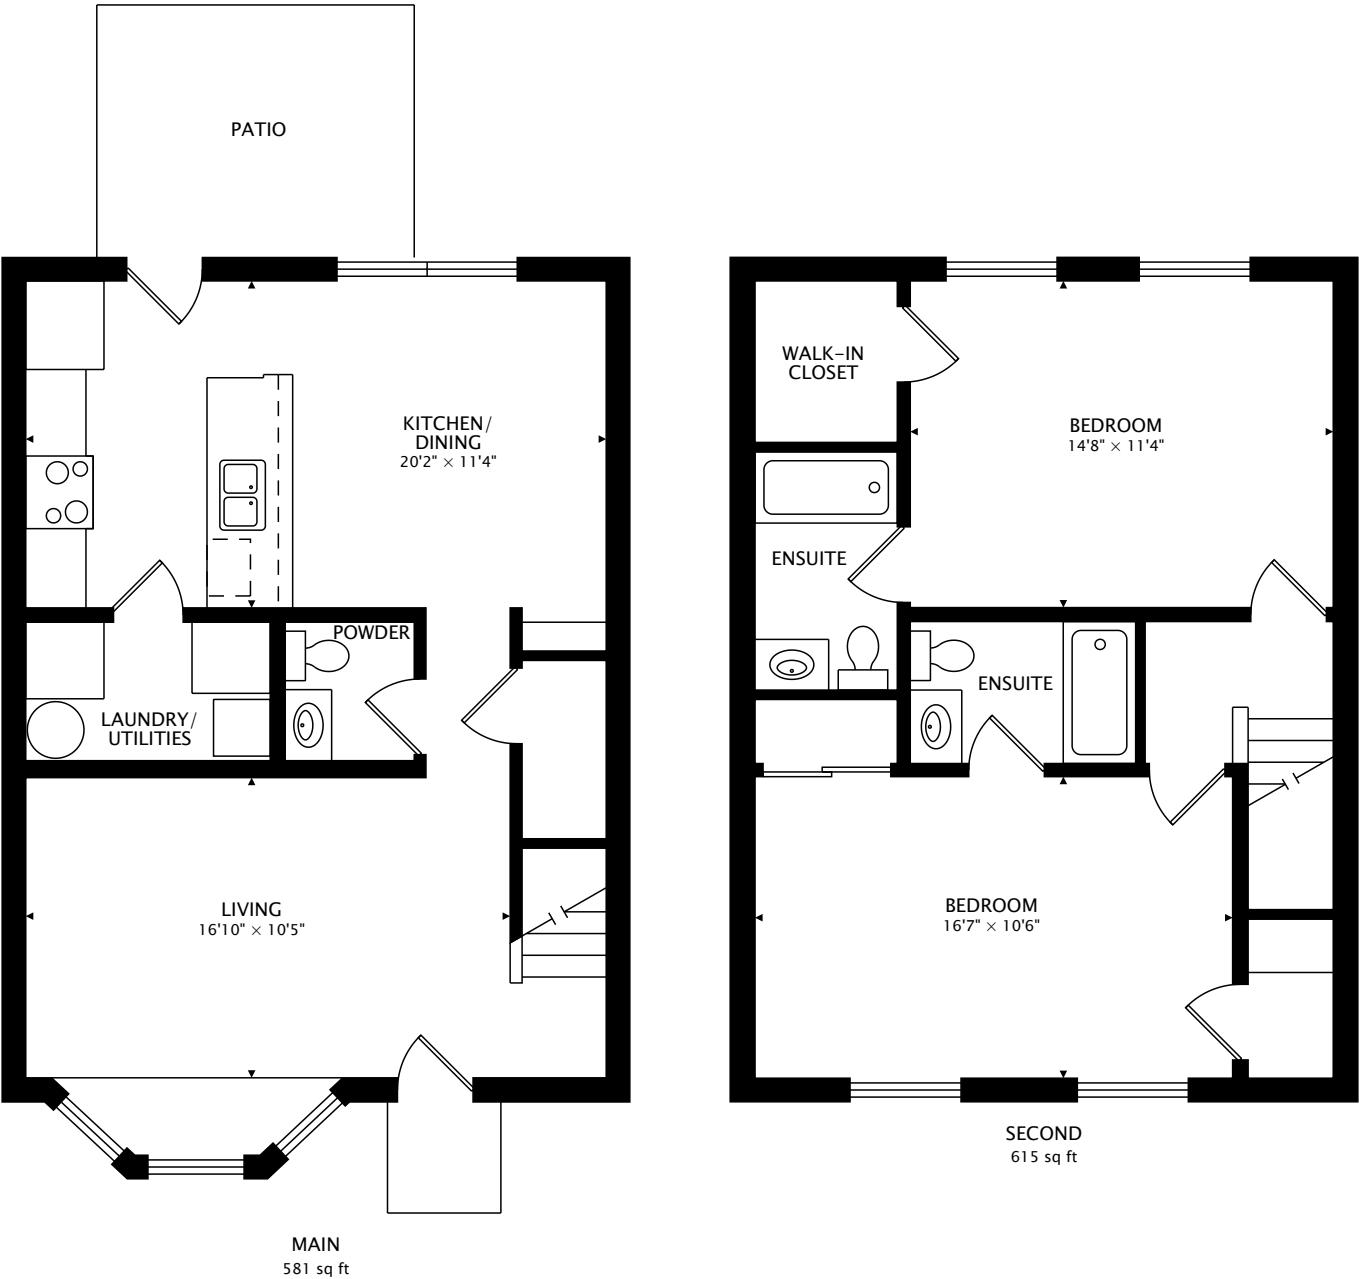 PATIO
KITCHEN/
DINING
20'2" × 11'4"
POWDER
LAUNDRY/
UTILITIES
LIVING
16'10" × 10'5"
MAIN
581 sq ft
WALK-IN
CLOSET
BEDROOM
14'8" × 11'4"
ENSUITE
ENSUITE
BEDROOM
16'7" × 10'6"
SECOND
615 sq ft